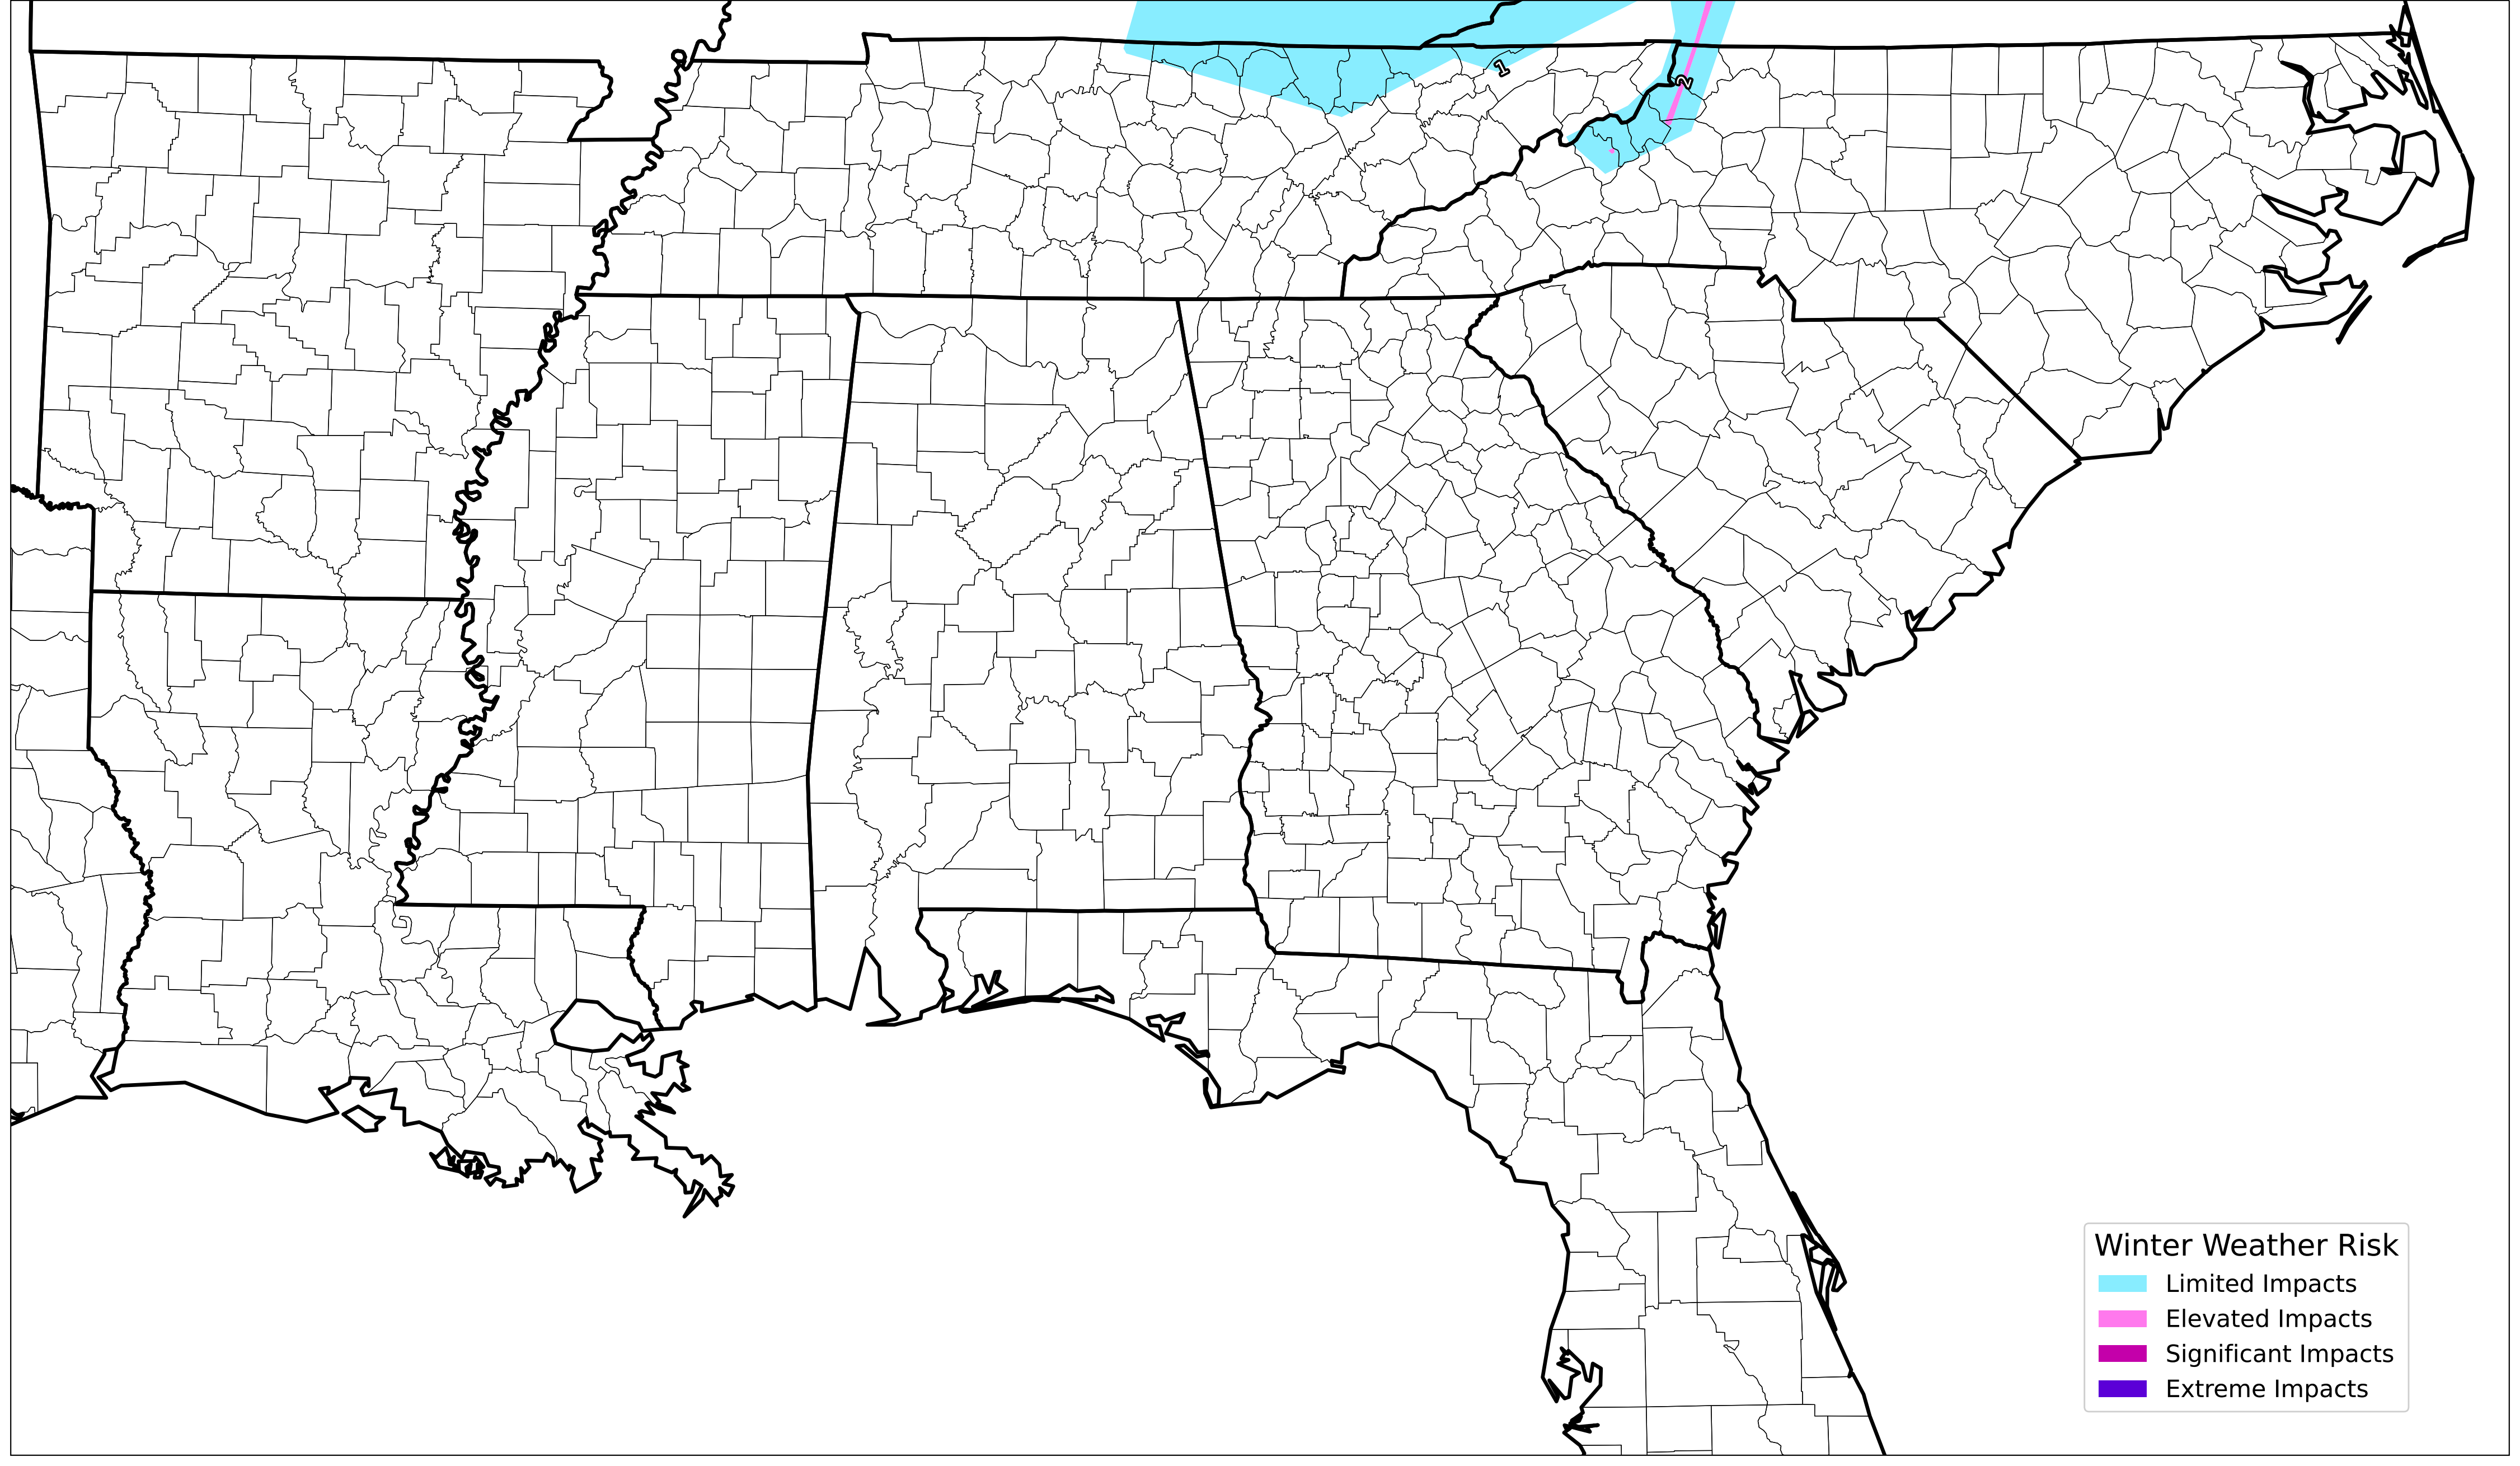 1
2
Winter Weather Risk
Limited Impacts
Elevated Impacts
Significant Impacts
Extreme Impacts